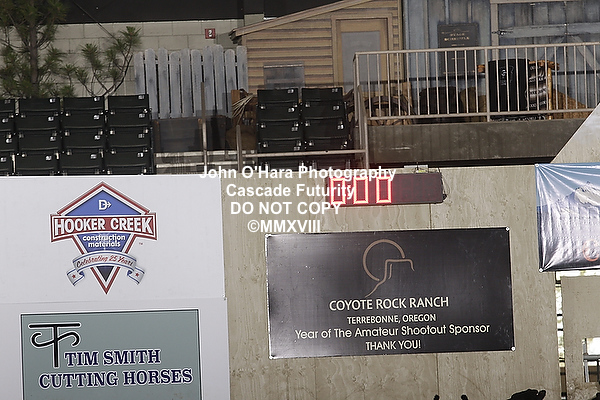 John O'Hara Photography
Cascade Futurity
DO NOT COPY
©MMXVIII
HOOKER CREEK
construction
materials
Celebrating 25 Years
COYOTE ROCK RANCH
TERREBONNE, OREGON
Year of The Amateur Shootout Sponsor
THANK YOU!
TIM SMITH
CUTTING HORSES